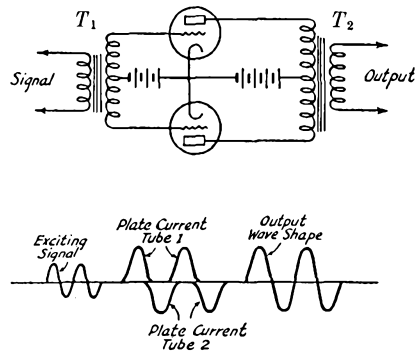 T1
T2
Signal
Output
Exciting
Signal
Plate Current
Tube 1
Output
Wave Shape
Plate Current
Tube 2